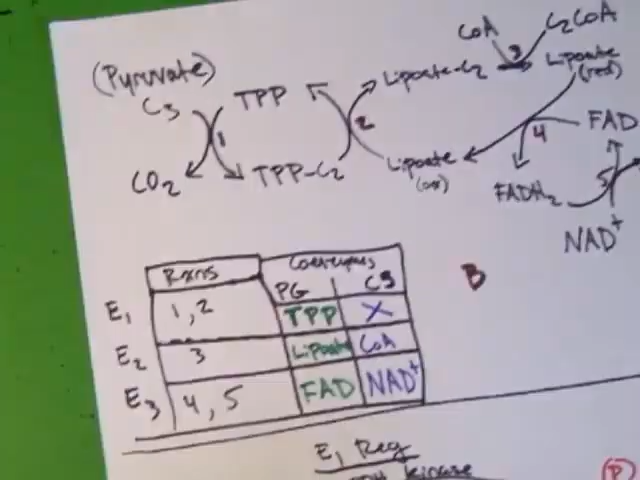 CoA
C2CoA
(Pyruvate)
C3
TPP
Lipoate-C2
3
Lipoate
(red)
1
2
4
FAD
CO2
TPP-C2
Lipoate
(ox)
FADH2
5
NAD+
Rxns
Coenzymes
PG
CS
E1
1, 2
TPP
X
B
E2
3
Lipoate
CoA
E3
4, 5
FAD
NAD+
E1 Reg
kinase
P